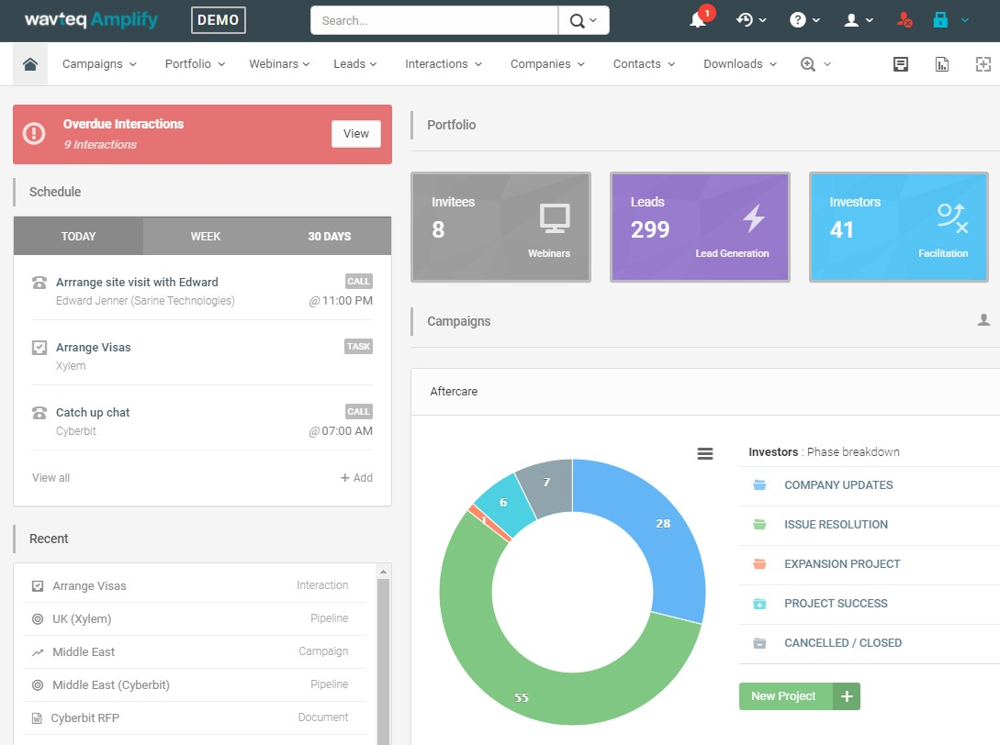 wavteq Amplify
DEMO
Search...
1
Campaigns
Portfolio
Webinars
Leads
Interactions
Companies
Contacts
Downloads
Overdue Interactions
9 Interactions
View
Schedule
TODAY
WEEK
30 DAYS
Arrrange site visit with Edward
CALL
Edward Jenner (Sarine Technologies)
@ 11:00 PM
Arrange Visas
TASK
Xylem
Catch up chat
CALL
Cyberbit
@ 07:00 AM
View all
+ Add
Recent
Arrange Visas
Interaction
UK (Xylem)
Pipeline
Middle East
Campaign
Middle East (Cyberbit)
Pipeline
Cyberbit RFP
Document
Portfolio
Invitees
8
Webinars
Leads
299
Lead Generation
Investors
41
Facilitation
Campaigns
Aftercare
7
6
1
28
55
Investors : Phase breakdown
COMPANY UPDATES
ISSUE RESOLUTION
EXPANSION PROJECT
PROJECT SUCCESS
CANCELLED / CLOSED
New Project +